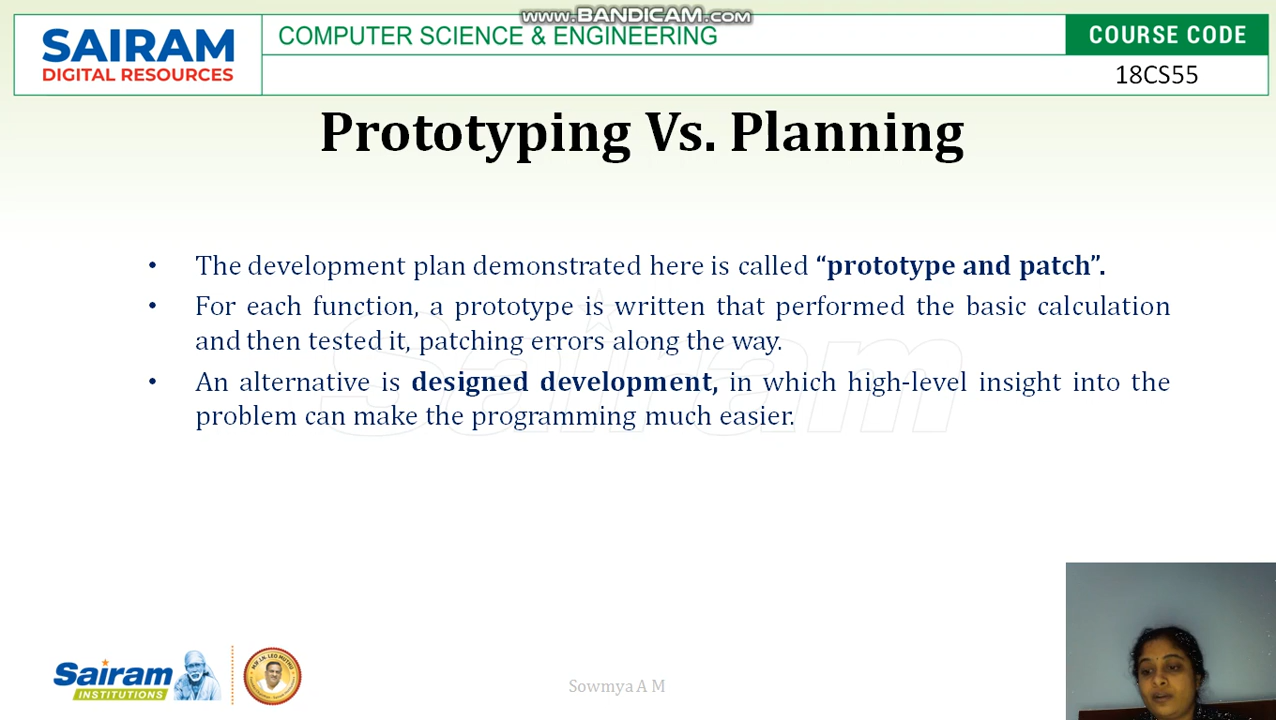 www.BANDICAM.com
SAIRAM
DIGITAL RESOURCES
COMPUTER SCIENCE & ENGINEERING
COURSE CODE
18CS55
Prototyping Vs. Planning
• The development plan demonstrated here is called “prototype and patch”.
• For each function, a prototype is written that performed the basic calculation
and then tested it, patching errors along the way.
• An alternative is designed development, in which high-level insight into the
problem can make the programming much easier.
Sairam
Sairam
INSTITUTIONS
Sowmya A M